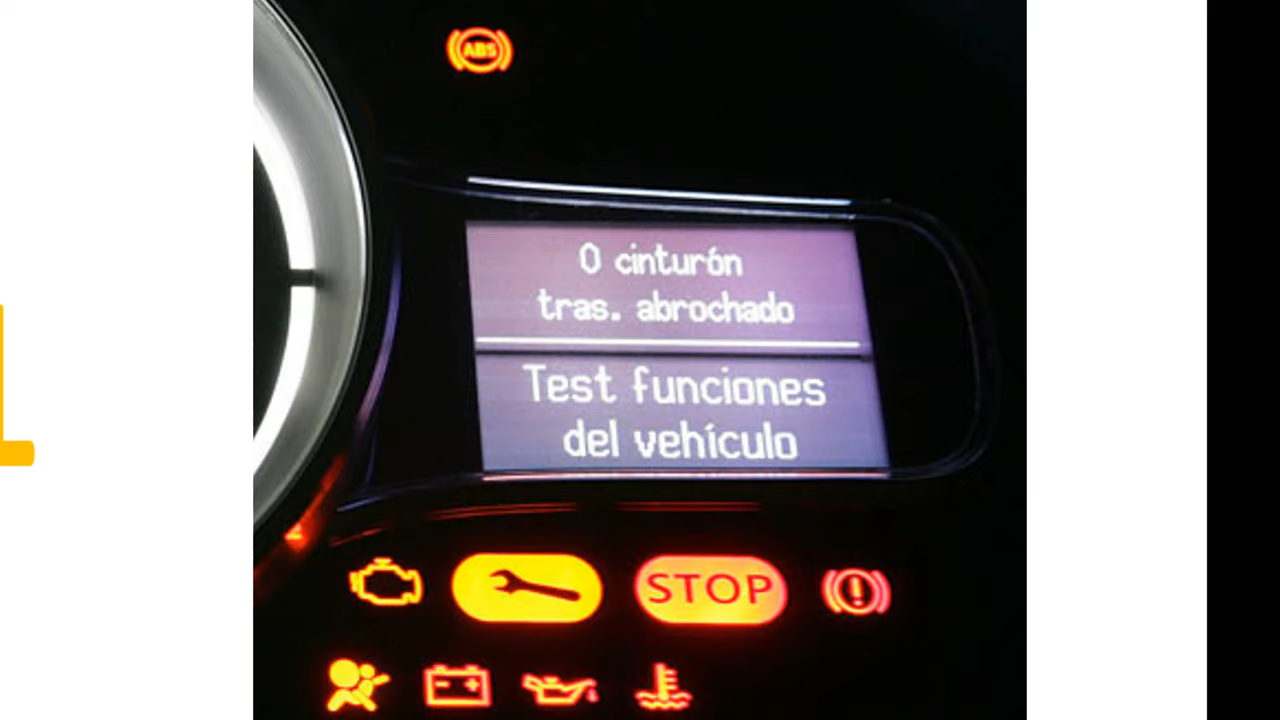 ABS
0 cinturón
tras. abrochado
Test funciones
del vehículo
STOP